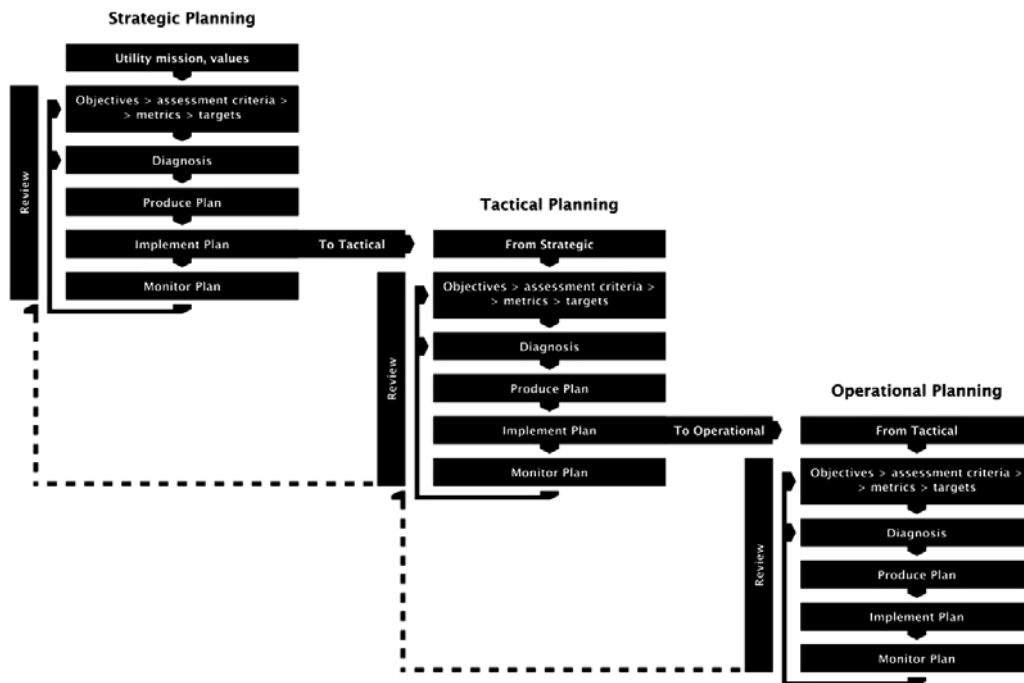 Strategic Planning
Utility mission, values
Objectives > assessment criteria >
> metrics > targets
Diagnosis
Produce Plan
Implement Plan
To Tactical
Monitor Plan
Review
Tactical Planning
From Strategic
Objectives > assessment criteria >
> metrics > targets
Diagnosis
Produce Plan
Implement Plan
To Operational
Monitor Plan
Review
Operational Planning
From Tactical
Objectives > assessment criteria >
> metrics > targets
Diagnosis
Produce Plan
Implement Plan
Monitor Plan
Review